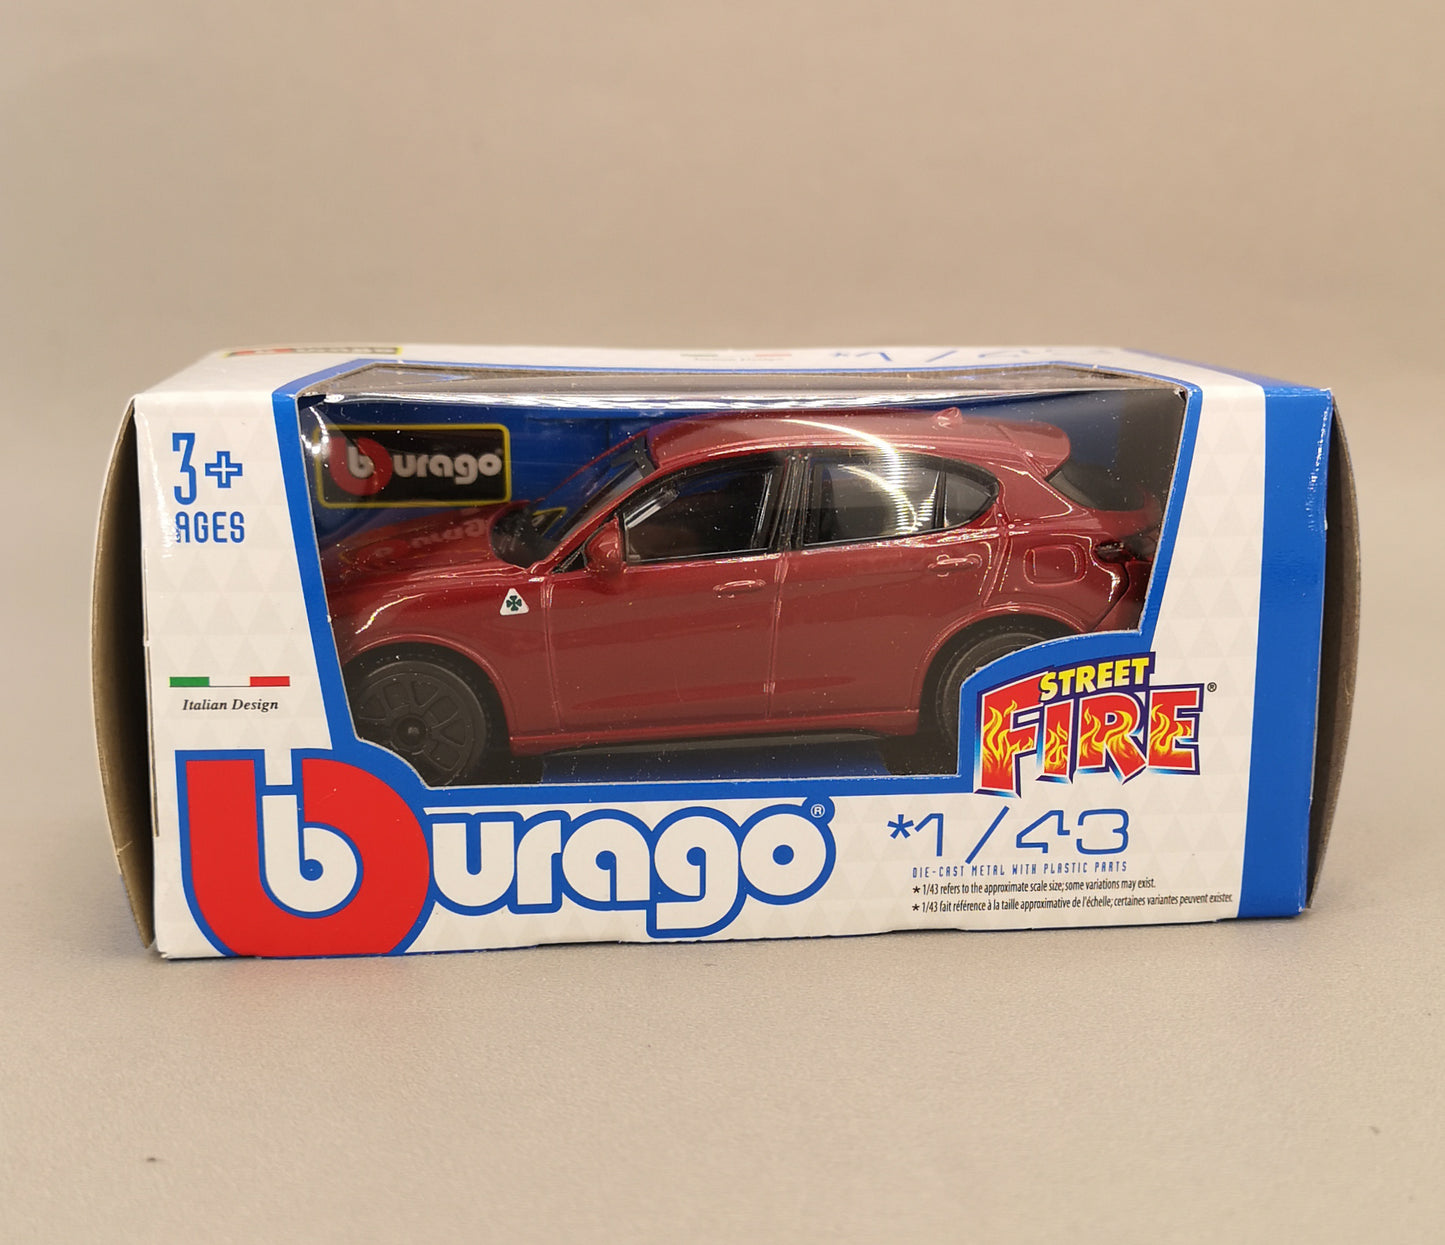 *1/43
burago
3+
AGES
Italian Design
STREET
FIRE®
burago®
*1/43
DIE-CAST METAL WITH PLASTIC PARTS
* 1/43 refers to the approximate scale size; some variations may exist.
* 1/43 fait référence à la taille approximative de l'échelle; certaines variantes peuvent exister.